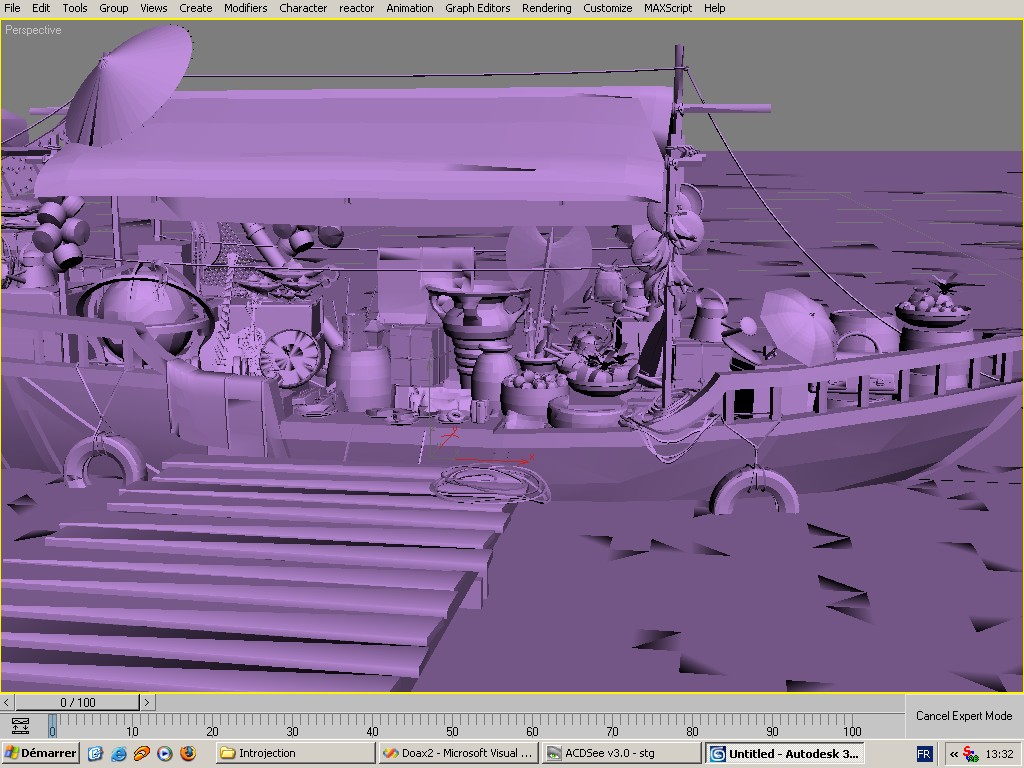 File Edit Tools Group Views Create Modifiers Character reactor Animation Graph Editors Rendering Customize MAXScript Help
Perspective
x
0 / 100
0 10 20 30 40 50 60 70 80 90 100
Cancel Expert Mode
Démarrer Introjection Doax2 - Microsoft Visual ... ACDSee v3.0 - stg Untitled - Autodesk 3... FR « 13:32